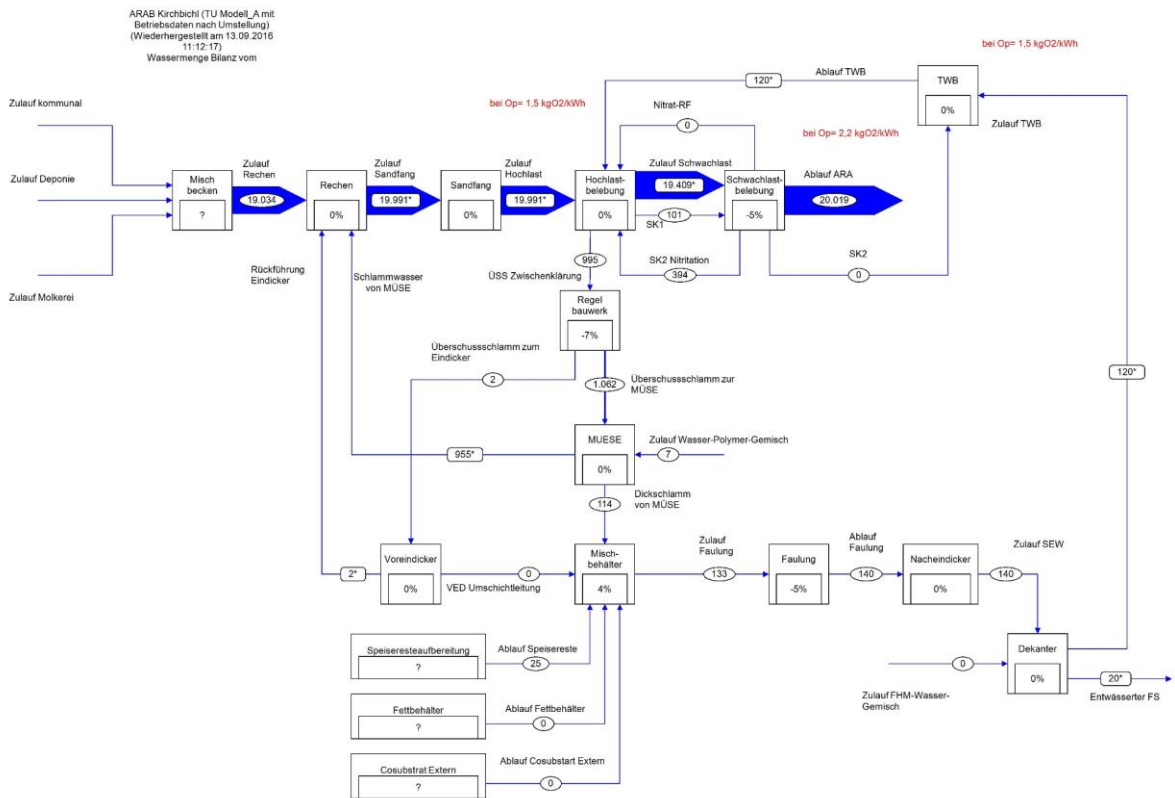 ARAB Kirchbichl (TU Modell_A mit
Betriebsdaten nach Umstellung)
(Wiederhergestellt am 13.09.2016
11:12:17)
Wassermenge Bilanz vom
bei Op= 1,5 kgO2/kWh
Ablauf TWB
120*
TWB
0%
Zulauf TWB
Zulauf kommunal
bei Op= 1,5 kgO2/kWh
Nitrat-RF
0
bei Op= 2,2 kgO2/kWh
Zulauf Deponie
Misch
becken
?
Zulauf
Rechen
19.034
Rechen
0%
Zulauf
Sandfang
19.991*
Sandfang
0%
Zulauf
Hochlast
19.991*
Hochlast-
belebung
0%
Zulauf Schwachlast
19.409*
101
SK1
Schwachlast-
belebung
-5%
Ablauf ARA
20.019
Zulauf Molkerei
Rückführung
Eindicker
Schlammwasser
von MÜSE
995
ÜSS Zwischenklärung
SK2 Nitritation
394
SK2
0
Regel
bauwerk
-7%
Überschussschlamm zum
Eindicker
2
1.062
Überschussschlamm zur
MÜSE
120*
MUESE
0%
955*
Zulauf Wasser-Polymer-Gemisch
7
114
Dickschlamm
von MÜSE
2*
Voreindicker
0%
0
VED Umschichtleitung
Misch-
behälter
4%
Zulauf
Faulung
133
Faulung
-5%
Ablauf
Faulung
140
Nacheindicker
0%
Zulauf SEW
140
Speiseresteaufbereitung
?
Ablauf Speisereste
25
Zulauf FHM-Wasser-
Gemisch
0
Dekanter
0%
20*
Entwässerter FS
Fettbehälter
?
Ablauf Fettbehälter
0
Cosubstrat Extern
?
Ablauf Cosubstart Extern
0